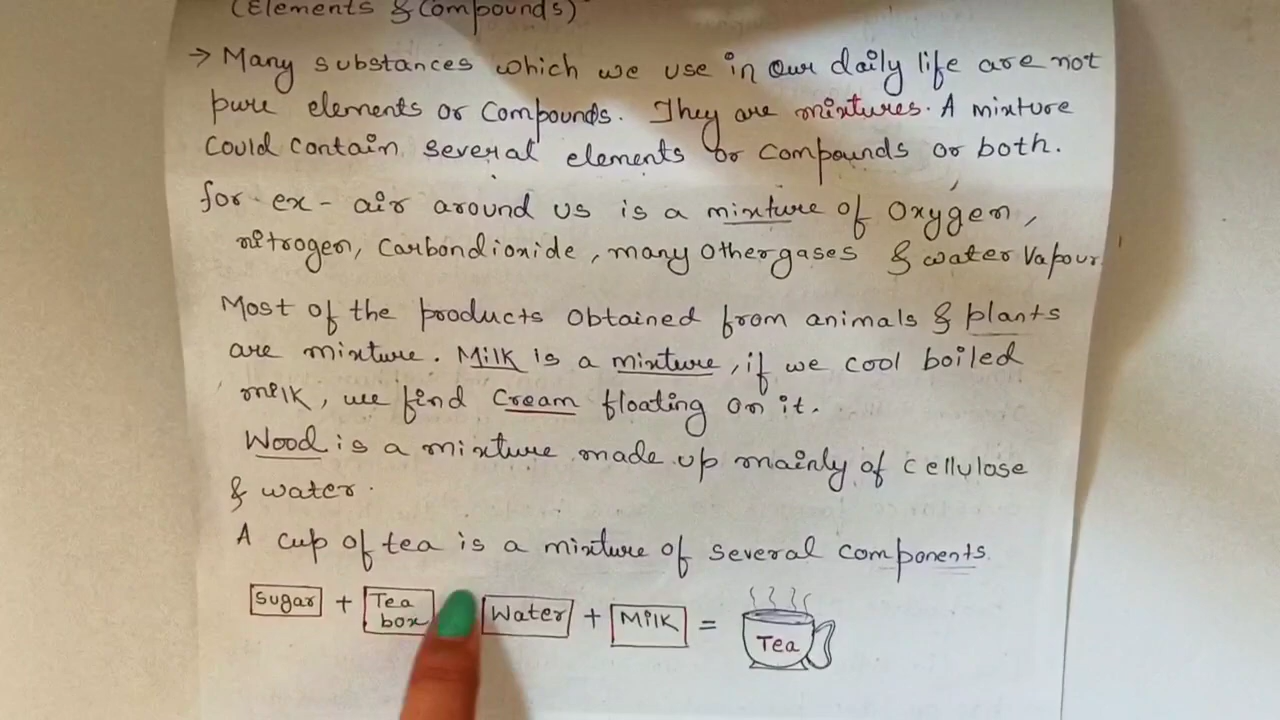 (Elements & Compounds)
→ Many substances which we use in our daily life are not
pure elements or compounds. They are mixtures. A mixture
could contain several elements or compounds or both.
for ex - air around us is a mixture of oxygen,
nitrogen, carbondioxide, many other gases & water vapour.
Most of the products obtained from animals & plants
are mixture. Milk is a mixture, if we cool boiled
milk, we find cream floating on it.
Wood is a mixture made up mainly of cellulose
& water.
A cup of tea is a mixture of several components.
Sugar + Tea box Water + Milk = Tea